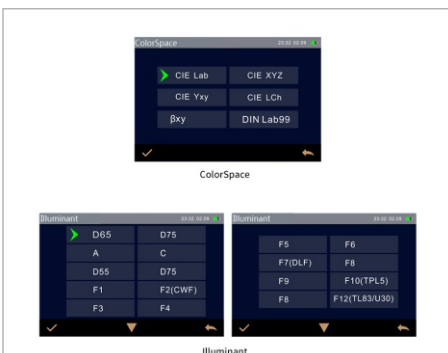 ColorSpace 23:32 02.09
CIE Lab CIE XYZ
CIE Yxy CIE LCh
βxy DIN Lab99
ColorSpace
Illuminant 23:32 02.09
D65 D75
A C
D55 D75
F1 F2(CWF)
F3 F4
Illuminant 23:32 02.09
F5 F6
F7(DLF) F8
F9 F10(TPL5)
F8 F12(TL83/U30)
Illuminant